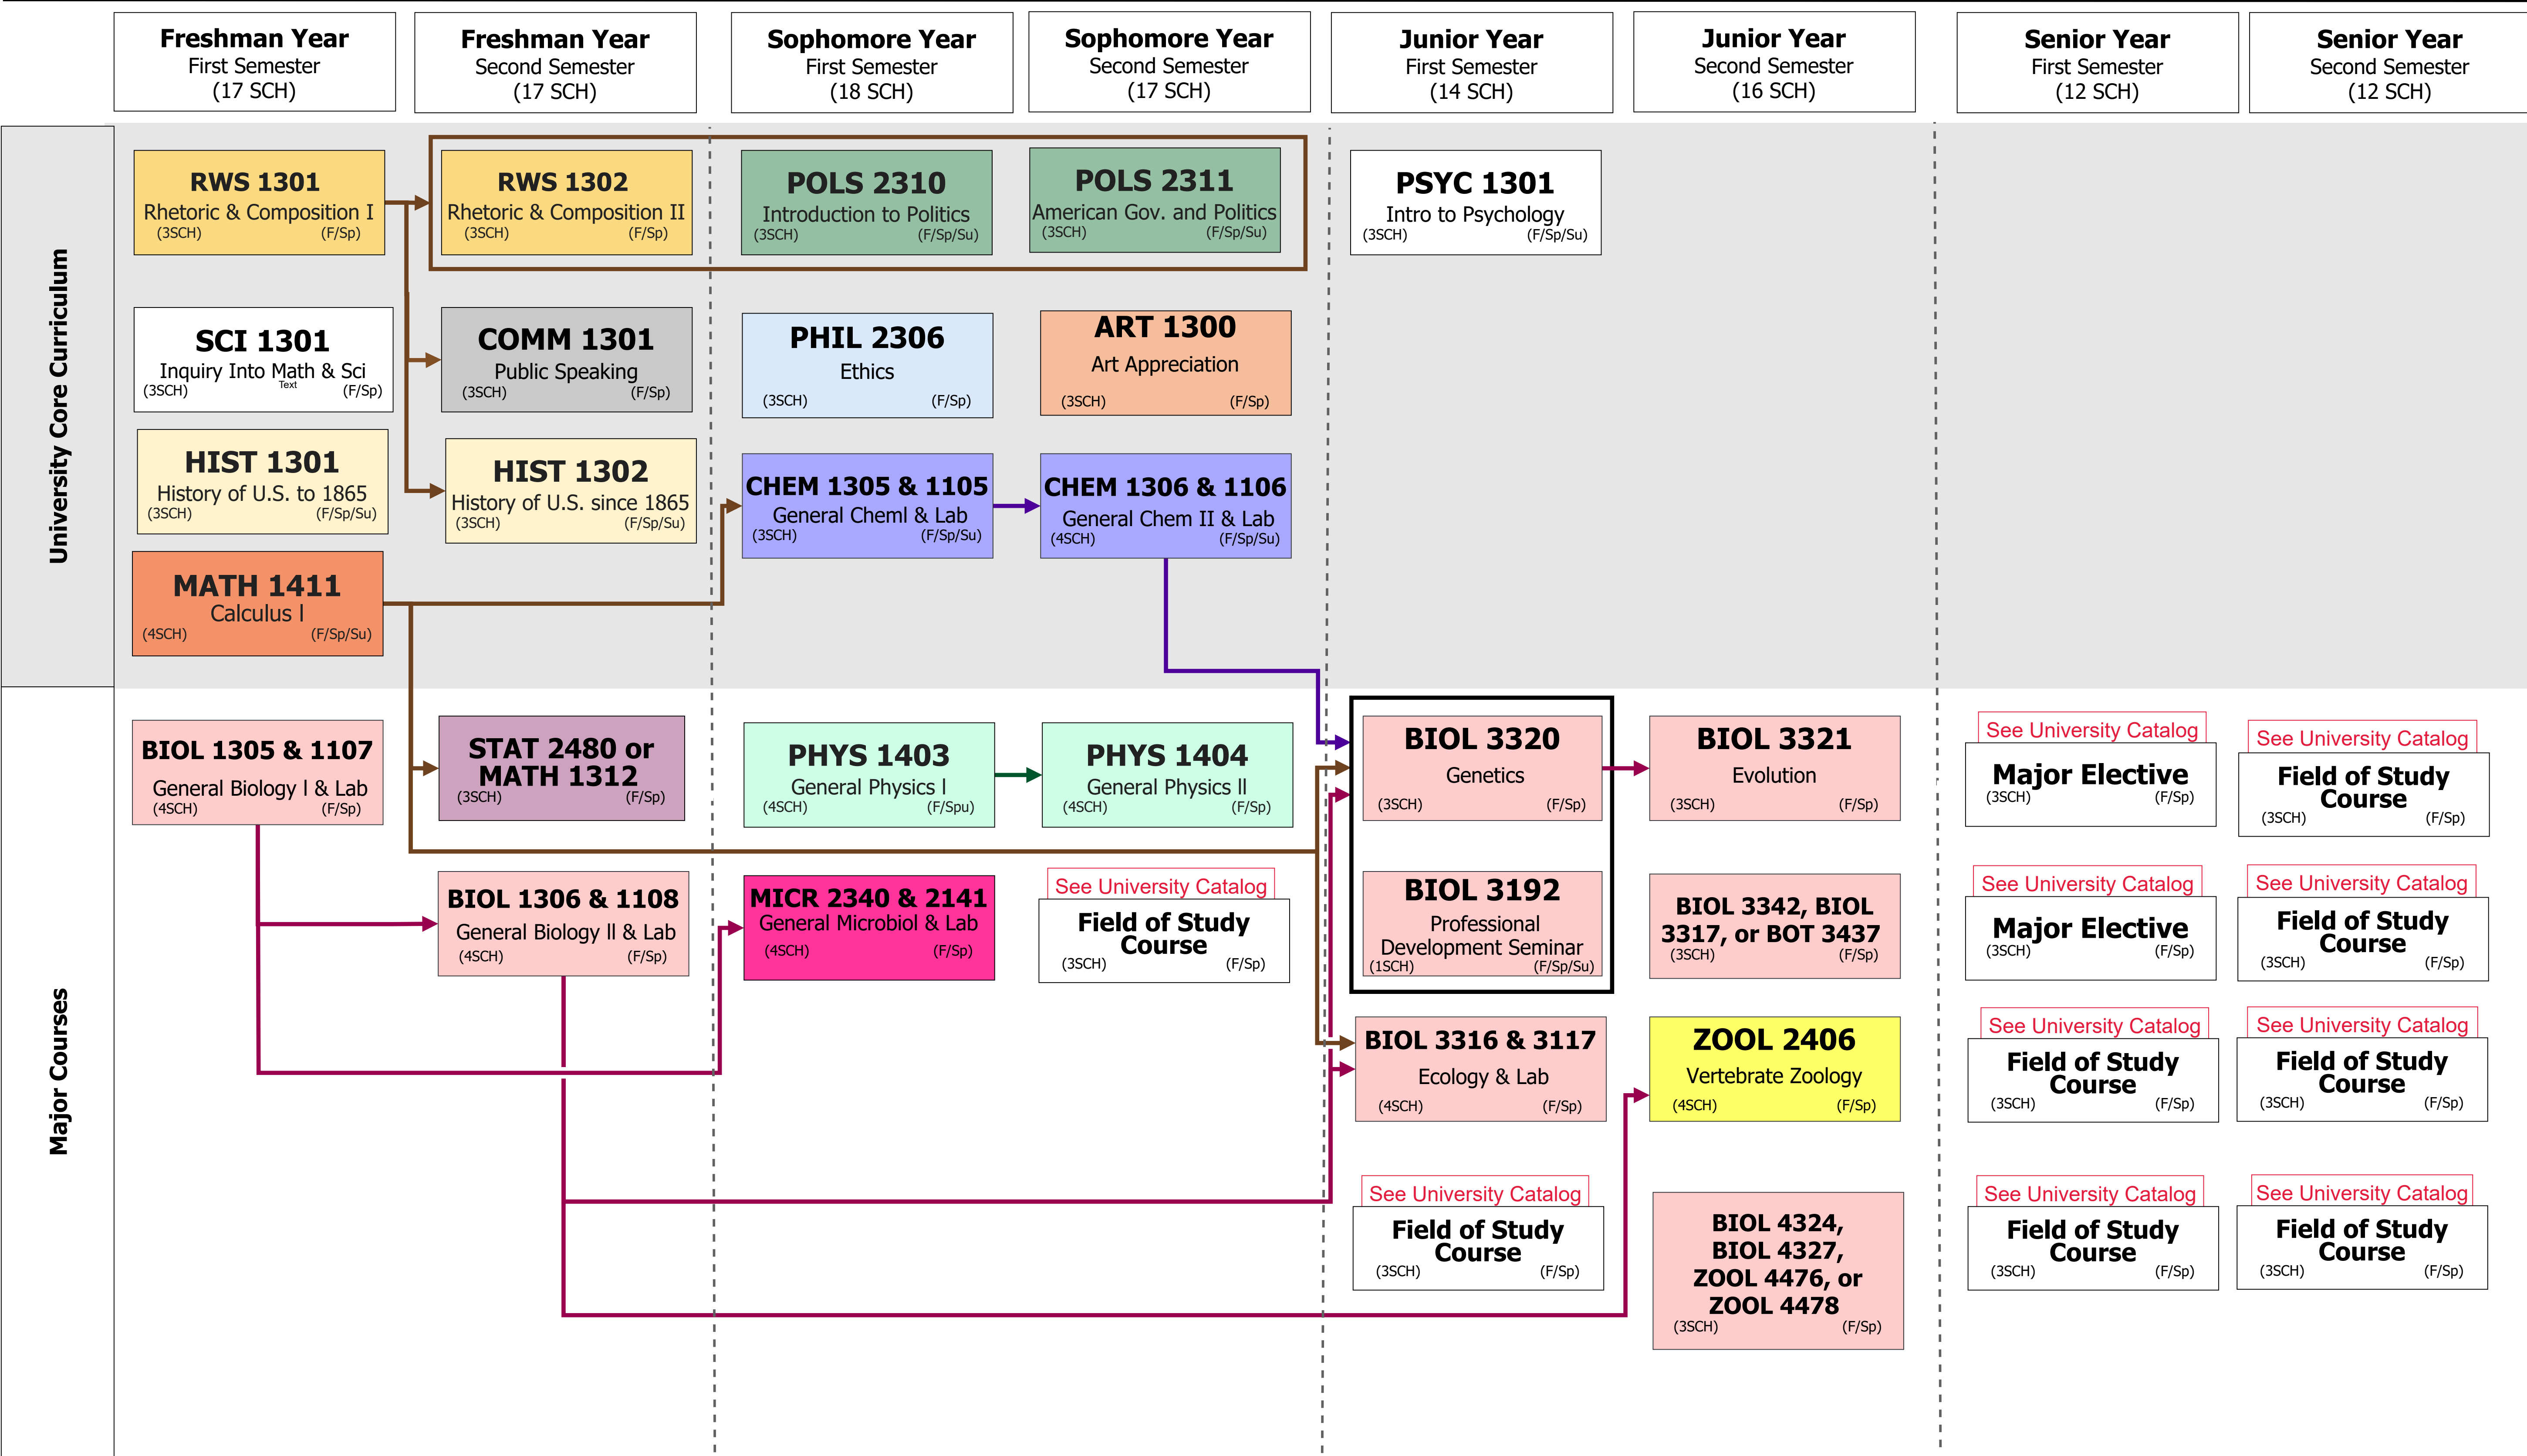 Freshman Year
First Semester
(17 SCH)
Freshman Year
Second Semester
(17 SCH)
Sophomore Year
First Semester
(18 SCH)
Sophomore Year
Second Semester
(17 SCH)
Junior Year
First Semester
(14 SCH)
Junior Year
Second Semester
(16 SCH)
Senior Year
First Semester
(12 SCH)
Senior Year
Second Semester
(12 SCH)
University Core Curriculum
RWS 1301
Rhetoric & Composition I
(3SCH) (F/Sp)
RWS 1302
Rhetoric & Composition II
(3SCH) (F/Sp)
POLS 2310
Introduction to Politics
(3SCH) (F/Sp/Su)
POLS 2311
American Gov. and Politics
(3SCH) (F/Sp/Su)
PSYC 1301
Intro to Psychology
(3SCH) (F/Sp/Su)
SCI 1301
Inquiry Into Math & Sci
Text
(3SCH) (F/Sp)
COMM 1301
Public Speaking
(3SCH) (F/Sp)
PHIL 2306
Ethics
(3SCH) (F/Sp)
ART 1300
Art Appreciation
(3SCH) (F/Sp)
HIST 1301
History of U.S. to 1865
(3SCH) (F/Sp/Su)
HIST 1302
History of U.S. since 1865
(3SCH) (F/Sp/Su)
CHEM 1305 & 1105
General Cheml & Lab
(3SCH) (F/Sp/Su)
CHEM 1306 & 1106
General Chem II & Lab
(4SCH) (F/Sp/Su)
MATH 1411
Calculus l
(4SCH) (F/Sp/Su)
Major Courses
BIOL 1305 & 1107
General Biology l & Lab
(4SCH) (F/Sp)
STAT 2480 or
MATH 1312
(3SCH) (F/Sp)
PHYS 1403
General Physics l
(4SCH) (F/Spu)
PHYS 1404
General Physics ll
(4SCH) (F/Sp)
BIOL 3320
Genetics
(3SCH) (F/Sp)
BIOL 3321
Evolution
(3SCH) (F/Sp)
See University Catalog
Major Elective
(3SCH) (F/Sp)
See University Catalog
Field of Study
Course
(3SCH) (F/Sp)
BIOL 1306 & 1108
General Biology ll & Lab
(4SCH) (F/Sp)
MICR 2340 & 2141
General Microbiol & Lab
(4SCH) (F/Sp)
See University Catalog
Field of Study
Course
(3SCH) (F/Sp)
BIOL 3192
Professional
Development Seminar
(1SCH) (F/Sp/Su)
BIOL 3342, BIOL
3317, or BOT 3437
(3SCH) (F/Sp)
See University Catalog
Major Elective
(3SCH) (F/Sp)
See University Catalog
Field of Study
Course
(3SCH) (F/Sp)
BIOL 3316 & 3117
Ecology & Lab
(4SCH) (F/Sp)
ZOOL 2406
Vertebrate Zoology
(4SCH) (F/Sp)
See University Catalog
Field of Study
Course
(3SCH) (F/Sp)
See University Catalog
Field of Study
Course
(3SCH) (F/Sp)
See University Catalog
Field of Study
Course
(3SCH) (F/Sp)
BIOL 4324,
BIOL 4327,
ZOOL 4476, or
ZOOL 4478
(3SCH) (F/Sp)
See University Catalog
Field of Study
Course
(3SCH) (F/Sp)
See University Catalog
Field of Study
Course
(3SCH) (F/Sp)